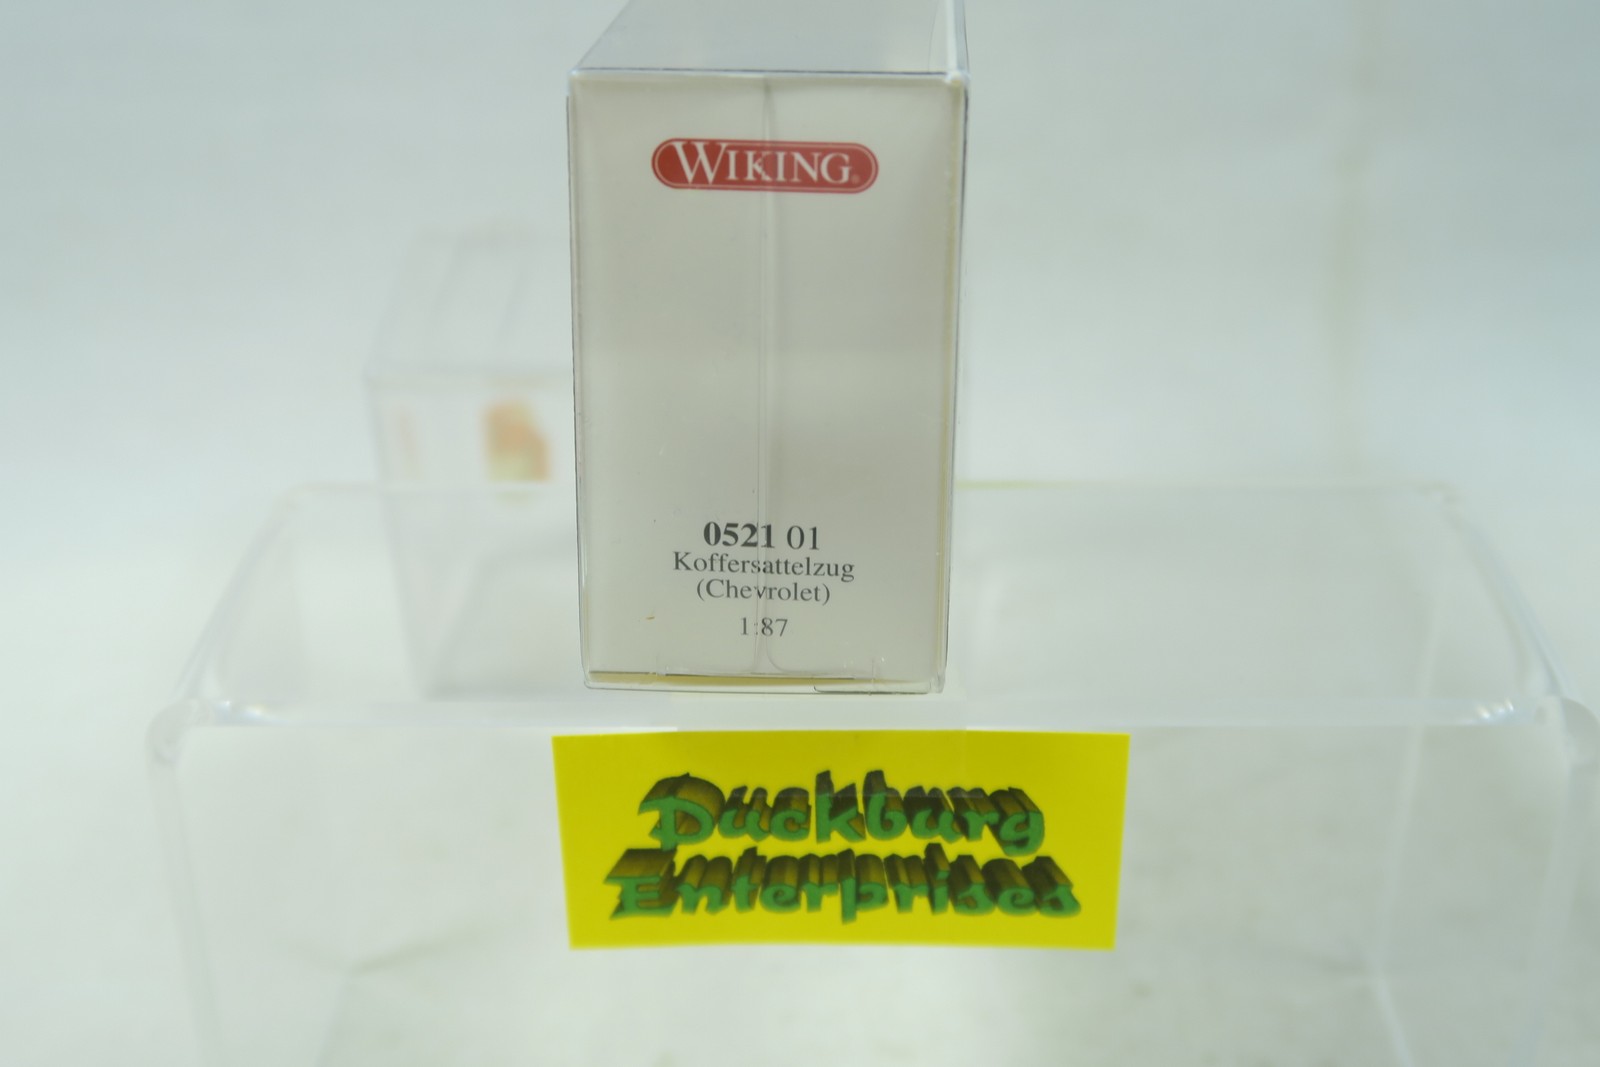 WIKING
0521 01
Koffersattelzug
(Chevrolet)
1:87
Duckburg
Enterprises